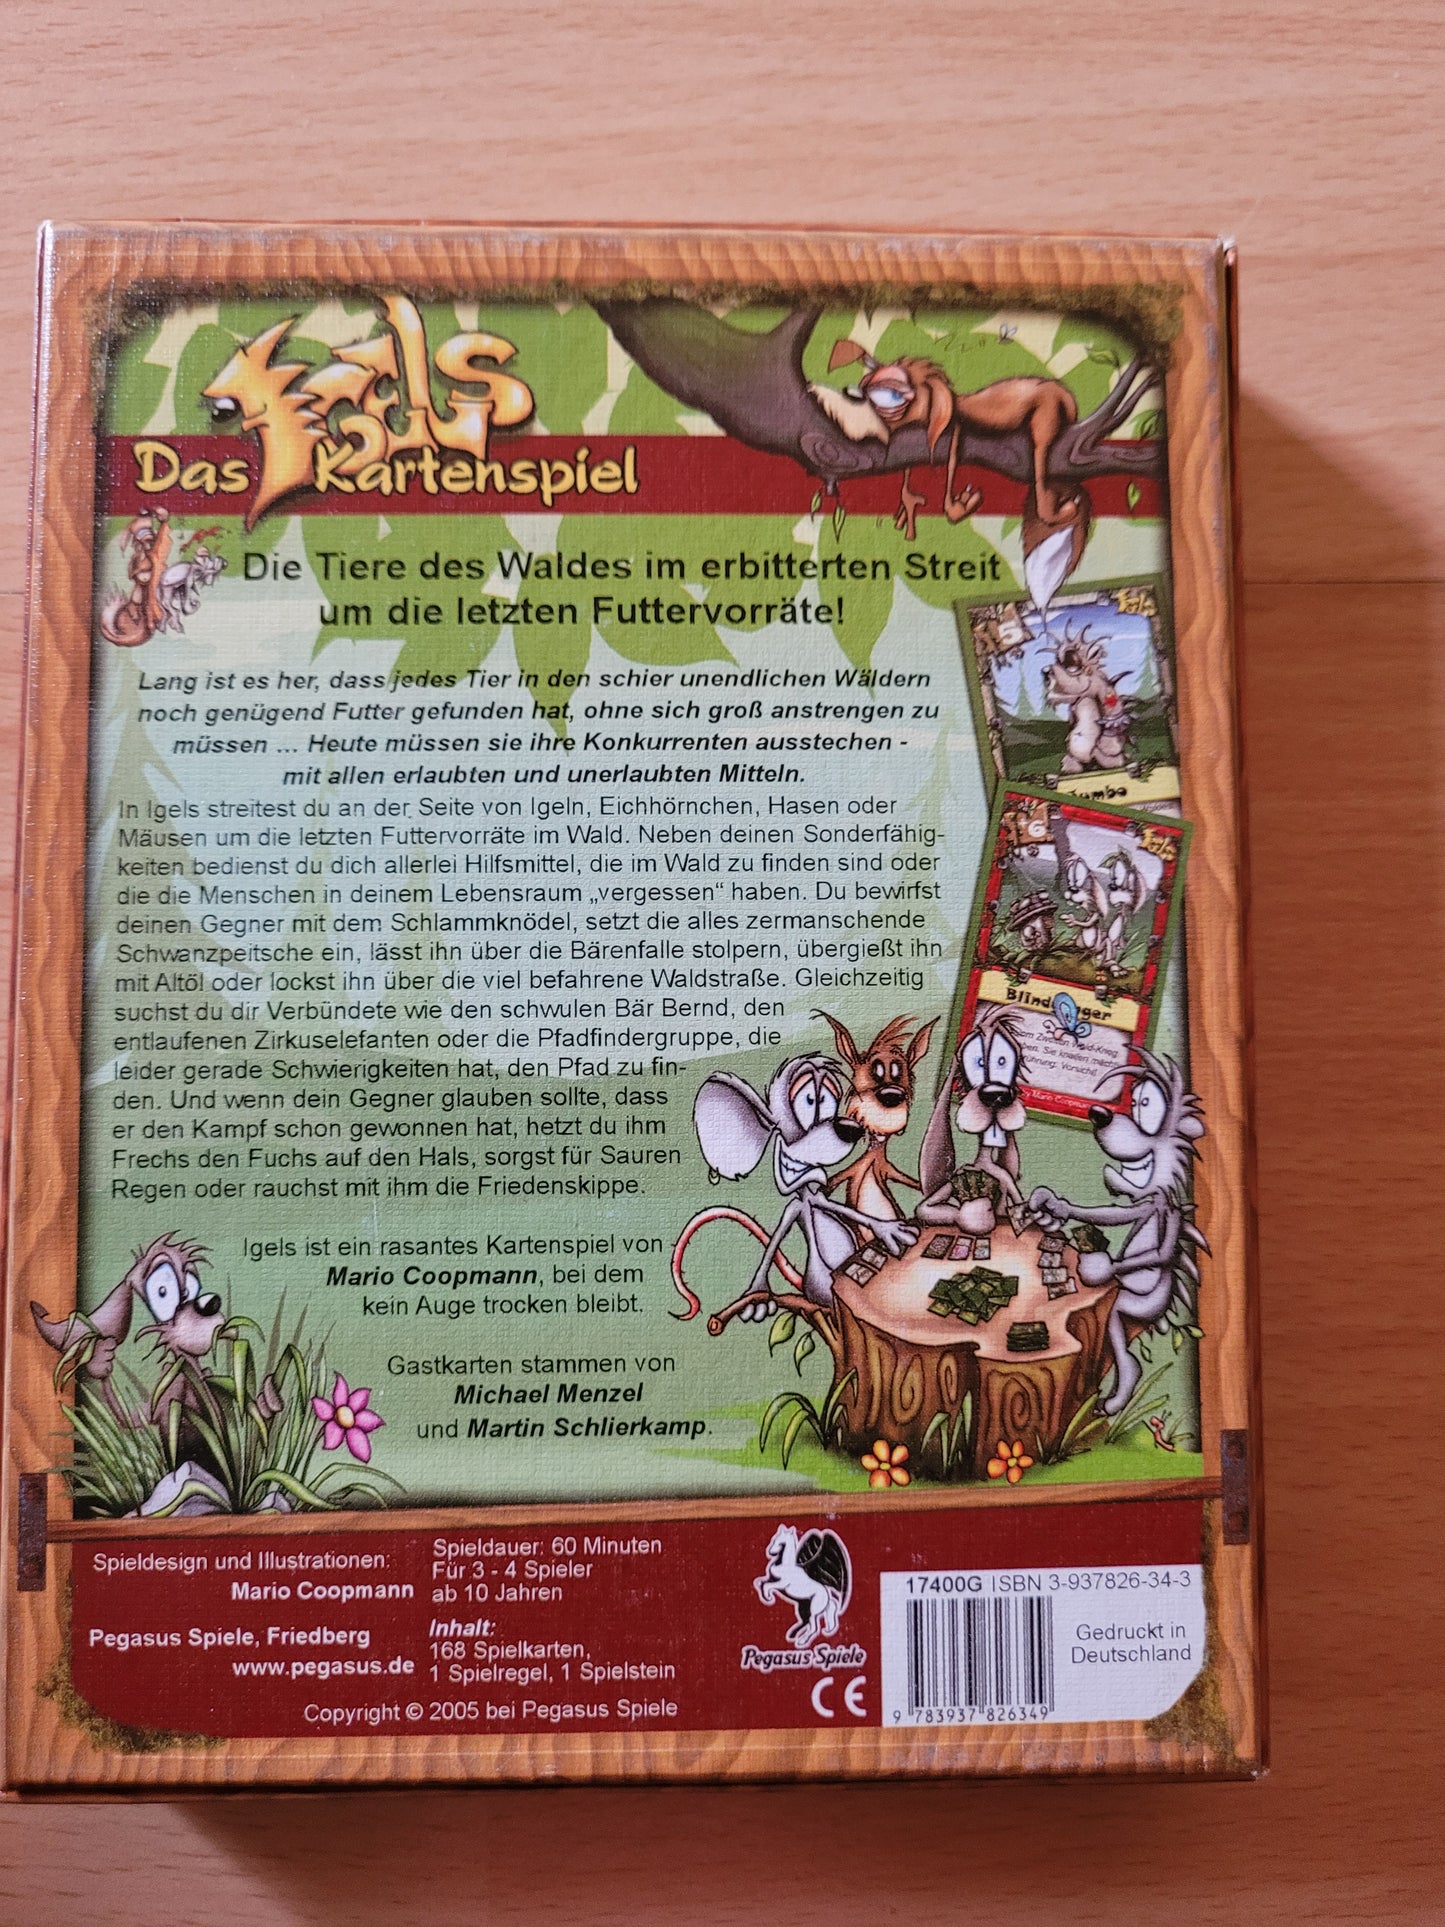 Igels
Das Kartenspiel
Die Tiere des Waldes im erbitterten Streit
um die letzten Futtervorräte!
Lang ist es her, dass jedes Tier in den schier unendlichen Wäldern
noch genügend Futter gefunden hat, ohne sich groß anstrengen zu
müssen ... Heute müssen sie ihre Konkurrenten ausstechen -
mit allen erlaubten und unerlaubten Mitteln.
In Igels streitest du an der Seite von Igeln, Eichhörnchen, Hasen oder
Mäusen um die letzten Futtervorräte im Wald. Neben deinen Sonderfähig-
keiten bedienst du dich allerlei Hilfsmittel, die im Wald zu finden sind oder
die die Menschen in deinem Lebensraum „vergessen“ haben. Du bewirfst
deinen Gegner mit dem Schlammknödel, setzt die alles zermanschende
Schwanzpeitsche ein, lässt ihn über die Bärenfalle stolpern, übergießt ihn
mit Altöl oder lockst ihn über die viel befahrene Waldstraße. Gleichzeitig
suchst du dir Verbündete wie den schwulen Bär Bernd, den
entlaufenen Zirkuselefanten oder die Pfadfindergruppe, die
leider gerade Schwierigkeiten hat, den Pfad zu fin-
den. Und wenn dein Gegner glauben sollte, dass
er den Kampf schon gewonnen hat, hetzt du ihm
Frechs den Fuchs auf den Hals, sorgst für Sauren
Regen oder rauchst mit ihm die Friedenskippe.
Igels ist ein rasantes Kartenspiel von
Mario Coopmann, bei dem
kein Auge trocken bleibt.
Gastkarten stammen von
Michael Menzel
und Martin Schlierkamp.
5
Igels
Jumbo
6
Igels
Spieldesign und Illustrationen:
Mario Coopmann
Pegasus Spiele, Friedberg
www.pegasus.de
Spieldauer: 60 Minuten
Für 3 - 4 Spieler
ab 10 Jahren
Inhalt:
168 Spielkarten,
1 Spielregel, 1 Spielstein
Copyright © 2005 bei Pegasus Spiele
Pegasus Spiele
CE
17400G ISBN 3-937826-34-3
Gedruckt in
Deutschland
9 783937 826349